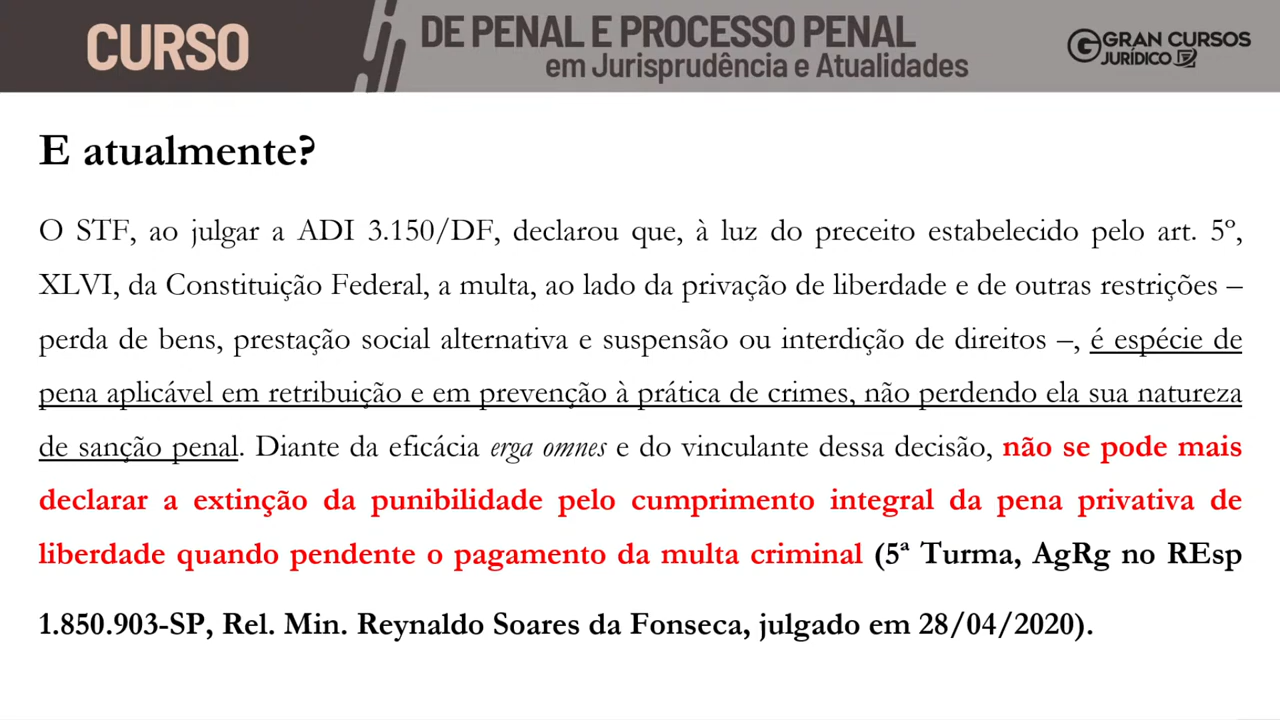 CURSO
DE PENAL E PROCESSO PENAL
em Jurisprudência e Atualidades
GRAN CURSOS
JURÍDICO
E atualmente?
O STF, ao julgar a ADI 3.150/DF, declarou que, à luz do preceito estabelecido pelo art. 5º,
XLVI, da Constituição Federal, a multa, ao lado da privação de liberdade e de outras restrições –
perda de bens, prestação social alternativa e suspensão ou interdição de direitos –, é espécie de
pena aplicável em retribuição e em prevenção à prática de crimes, não perdendo ela sua natureza
de sanção penal. Diante da eficácia erga omnes e do vinculante dessa decisão, não se pode mais
declarar a extinção da punibilidade pelo cumprimento integral da pena privativa de
liberdade quando pendente o pagamento da multa criminal (5ª Turma, AgRg no REsp
1.850.903-SP, Rel. Min. Reynaldo Soares da Fonseca, julgado em 28/04/2020).